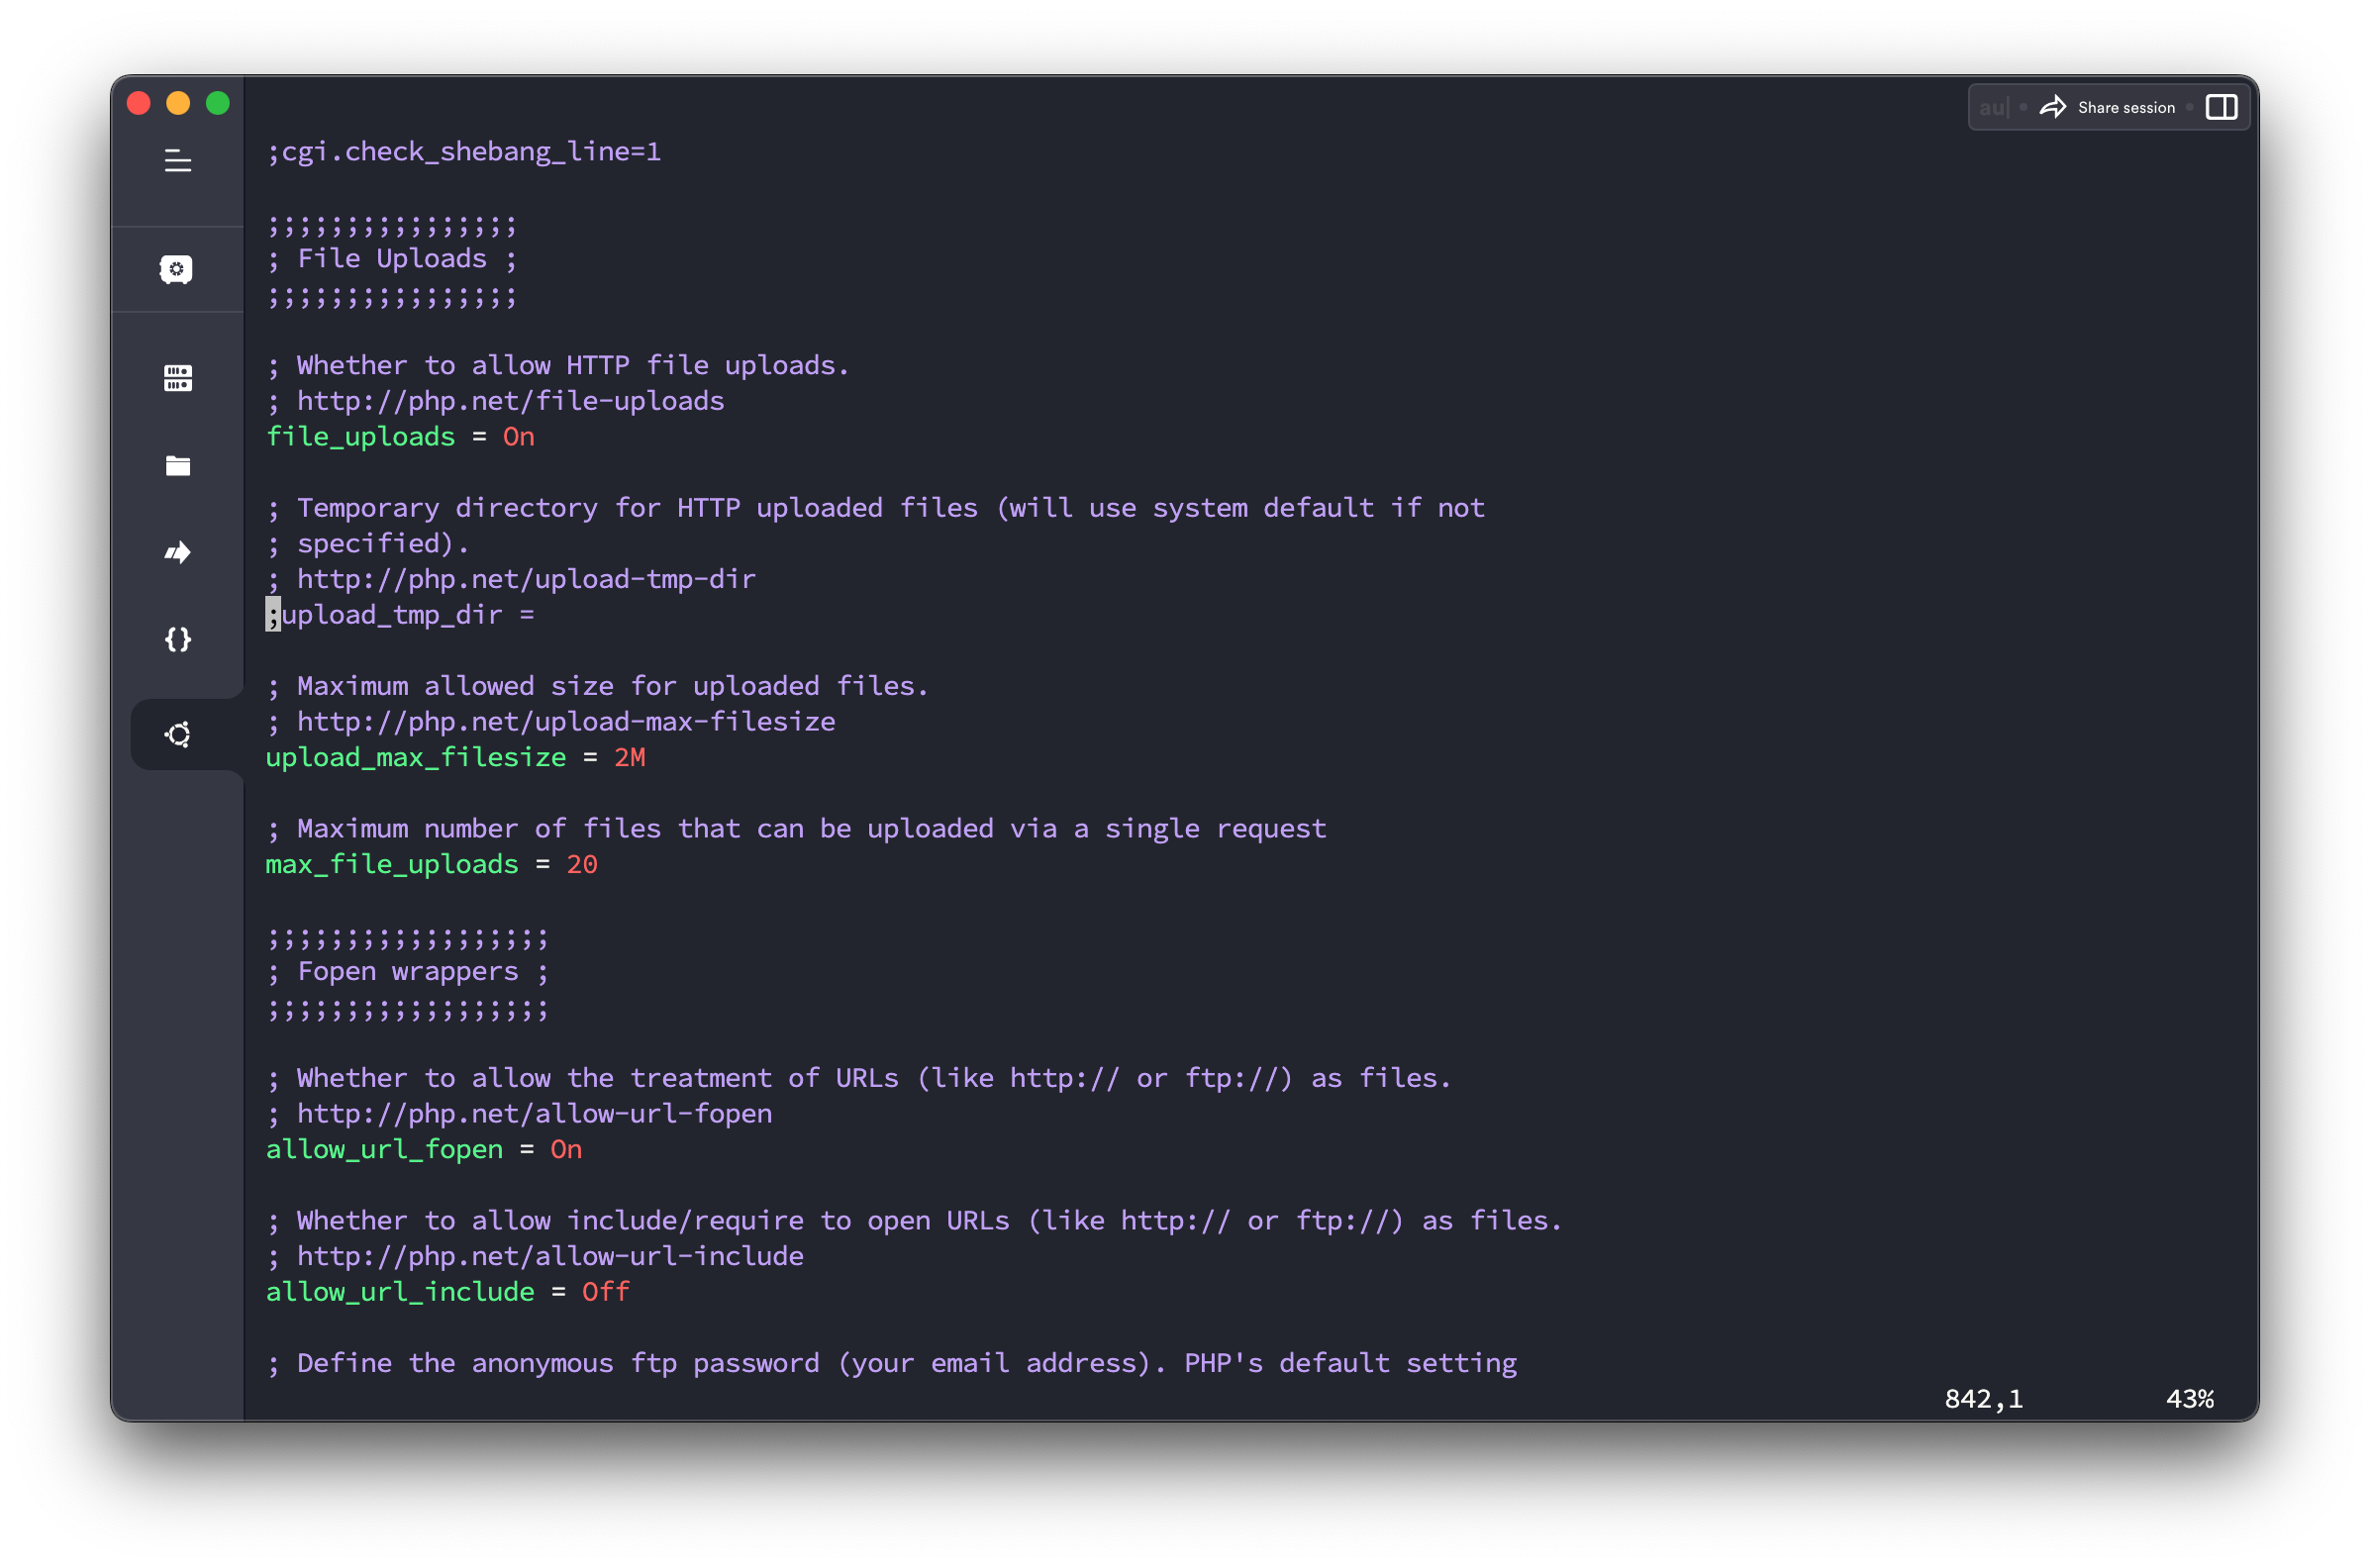 au| • Share session •
;cgi.check_shebang_line=1
;;;;;;;;;;;;;;;;
; File Uploads ;
;;;;;;;;;;;;;;;;
; Whether to allow HTTP file uploads.
; http://php.net/file-uploads
file_uploads = On
; Temporary directory for HTTP uploaded files (will use system default if not
; specified).
; http://php.net/upload-tmp-dir
;upload_tmp_dir =
; Maximum allowed size for uploaded files.
; http://php.net/upload-max-filesize
upload_max_filesize = 2M
; Maximum number of files that can be uploaded via a single request
max_file_uploads = 20
;;;;;;;;;;;;;;;;;;
; Fopen wrappers ;
;;;;;;;;;;;;;;;;;;
; Whether to allow the treatment of URLs (like http:// or ftp://) as files.
; http://php.net/allow-url-fopen
allow_url_fopen = On
; Whether to allow include/require to open URLs (like http:// or ftp://) as files.
; http://php.net/allow-url-include
allow_url_include = Off
; Define the anonymous ftp password (your email address). PHP's default setting
842,1 43%